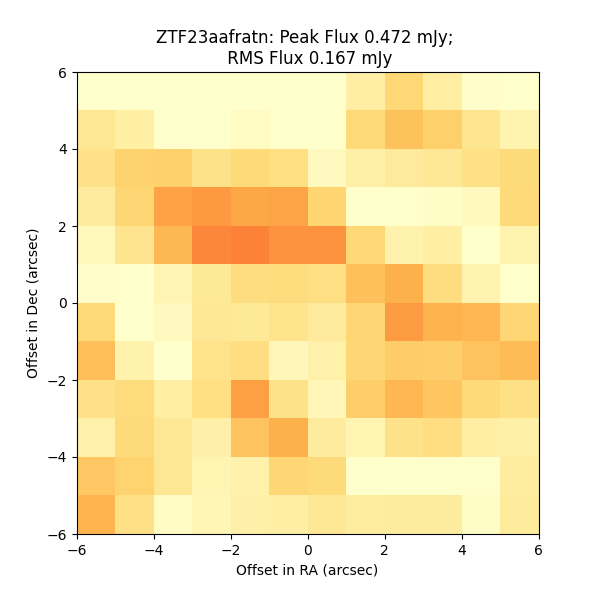 ZTF23aafratn: Peak Flux 0.472 mJy;
RMS Flux 0.167 mJy
6
4
2
0
−2
−4
−6
Offset in Dec (arcsec)
−6 −4 −2 0 2 4 6
Offset in RA (arcsec)